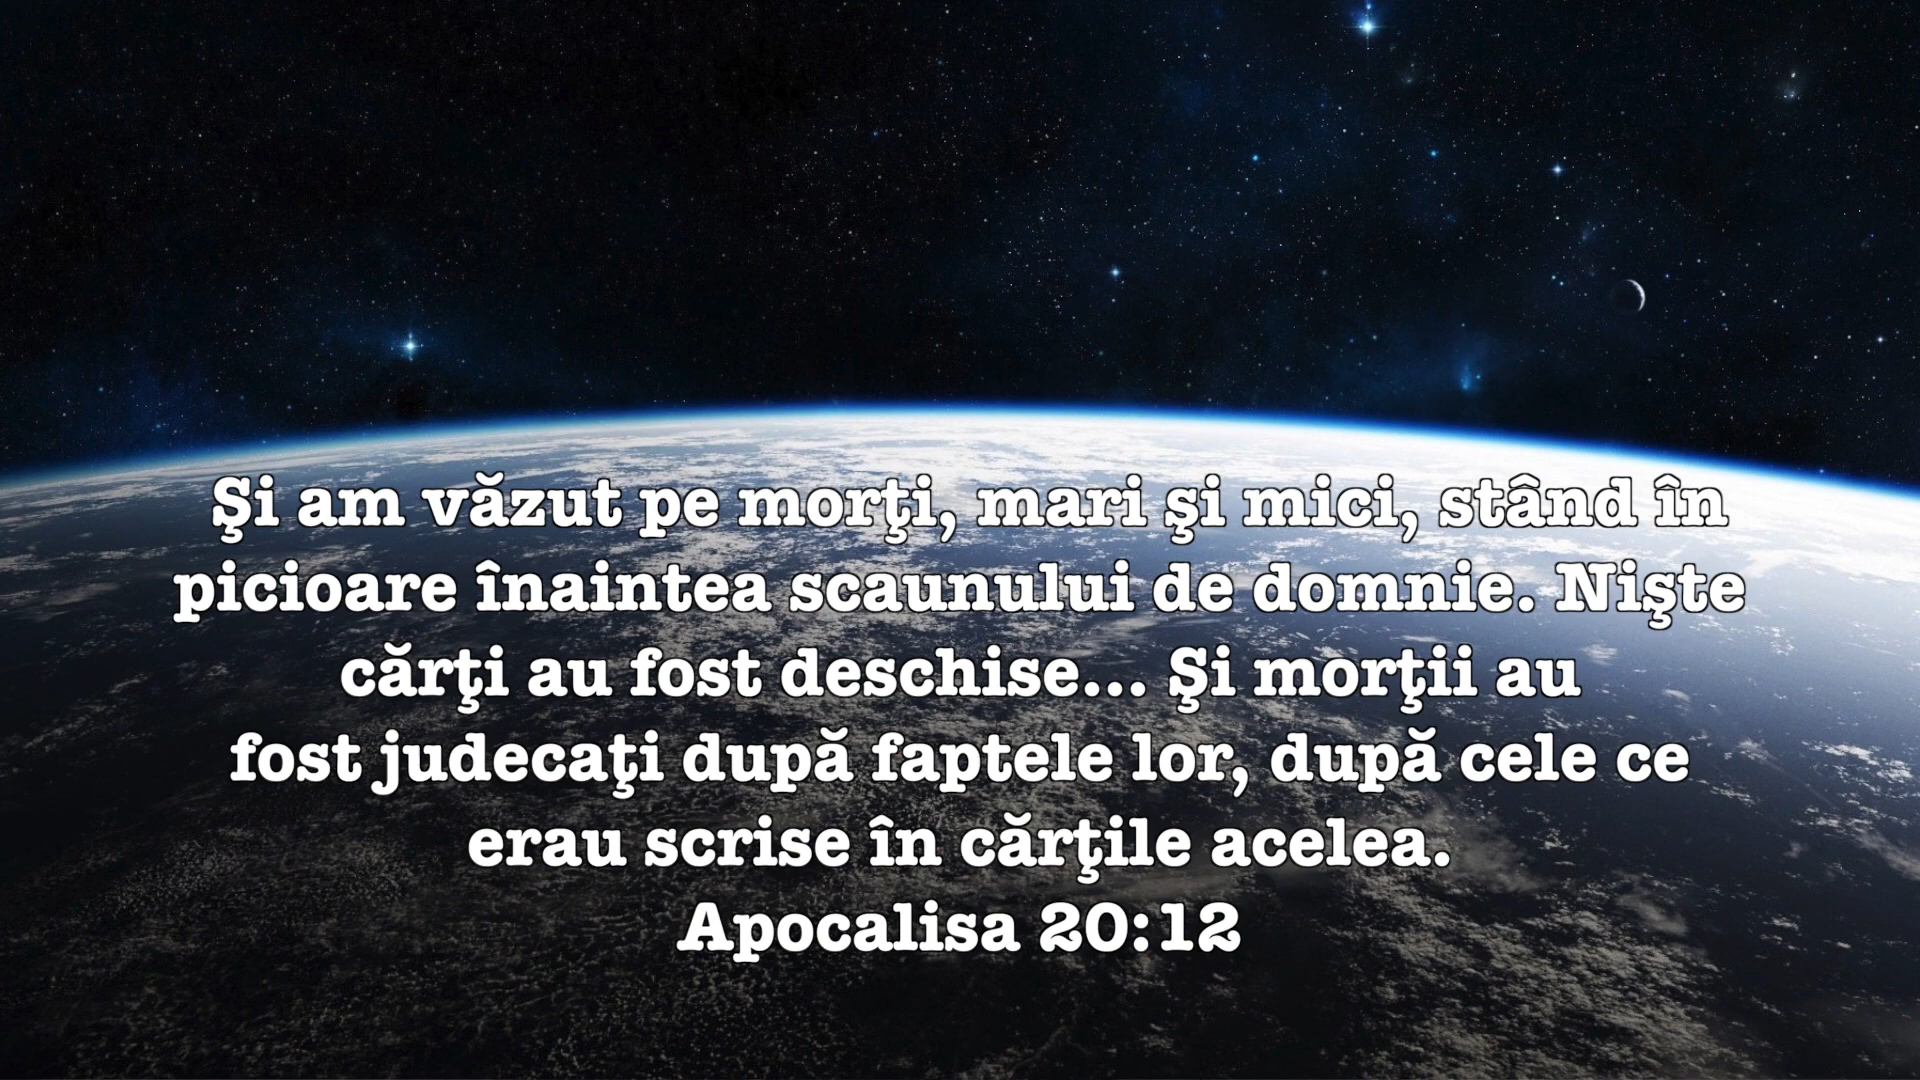 Şi am văzut pe morţi, mari şi mici, stând în
picioare înaintea scaunului de domnie. Nişte
cărţi au fost deschise... Şi morţii au
fost judecaţi după faptele lor, după cele ce
erau scrise în cărţile acelea.
Apocalisa 20:12